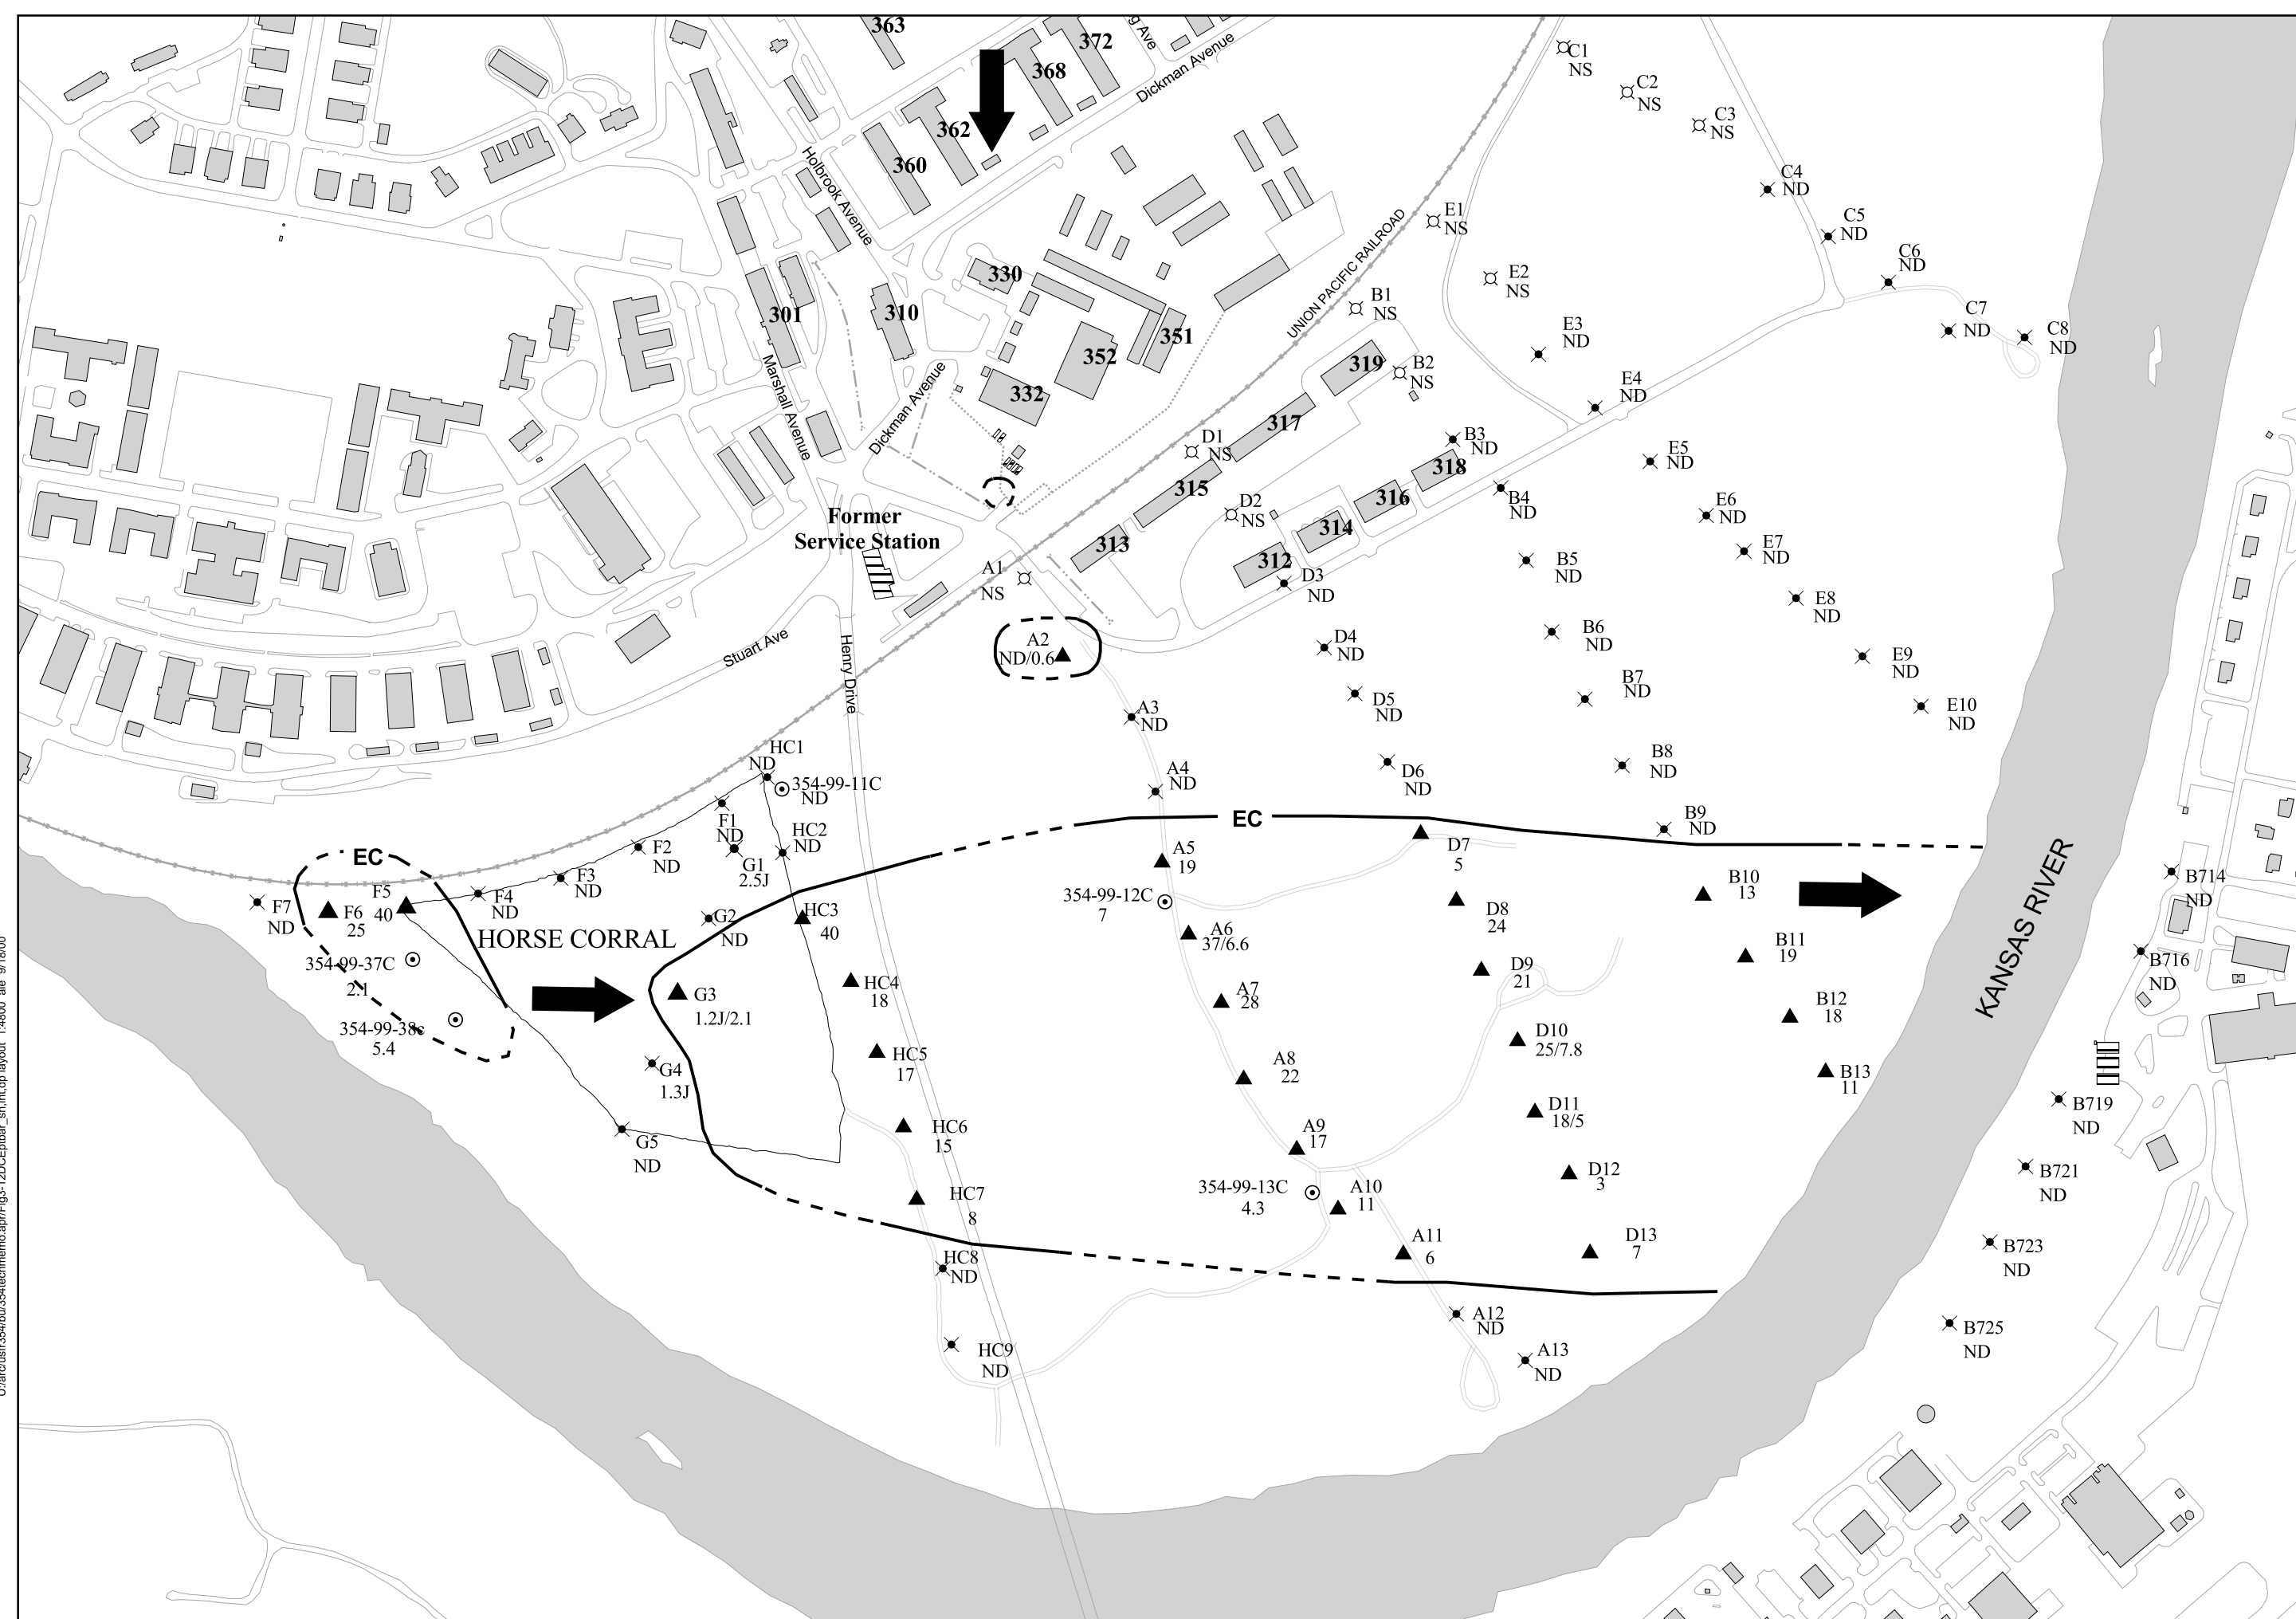 363
372
g Ave
368
Dickman Avenue
362
360
Holbrook Avenue
C1
NS
C2
NS
C3
NS
C4
ND
C5
ND
C6
ND
C7
ND
C8
ND
E1
NS
E2
NS
E3
ND
E4
ND
E5
ND
E6
ND
E7
ND
E8
ND
E9
ND
E10
ND
UNION PACIFIC RAILROAD
330
310
301
351
352
332
Marshall Avenue
Dickman Avenue
B1
NS
B2
NS
319
317
318
316
315
314
313
312
B3
ND
B4
ND
B5
ND
B6
ND
B7
ND
B8
ND
B9
ND
D1
NS
D2
NS
D3
ND
D4
ND
D5
ND
D6
ND
Former
Service Station
A1
NS
A2
ND/0.6
A3
ND
A4
ND
Stuart Ave
Henry Drive
HC1
ND
354-99-11C
ND
F1
ND
HC2
ND
G1
2.5J
F2
ND
F3
ND
F4
ND
EC
F5
40
F6
25
F7
ND
354-99-37C
2.1
354-99-38c
5.4
HORSE CORRAL
G2
ND
G3
1.2J/2.1
G4
1.3J
G5
ND
HC3
40
HC4
18
HC5
17
HC6
15
HC7
8
HC8
ND
HC9
ND
EC
A5
19
354-99-12C
7
A6
37/6.6
A7
28
A8
22
A9
17
354-99-13C
4.3
A10
11
A11
6
A12
ND
A13
ND
D7
5
D8
24
D9
21
D10
25/7.8
D11
18/5
D12
3
D13
7
B10
13
B11
19
B12
18
B13
11
KANSAS RIVER
B714
ND
B716
ND
B719
ND
B721
ND
B723
ND
B725
ND